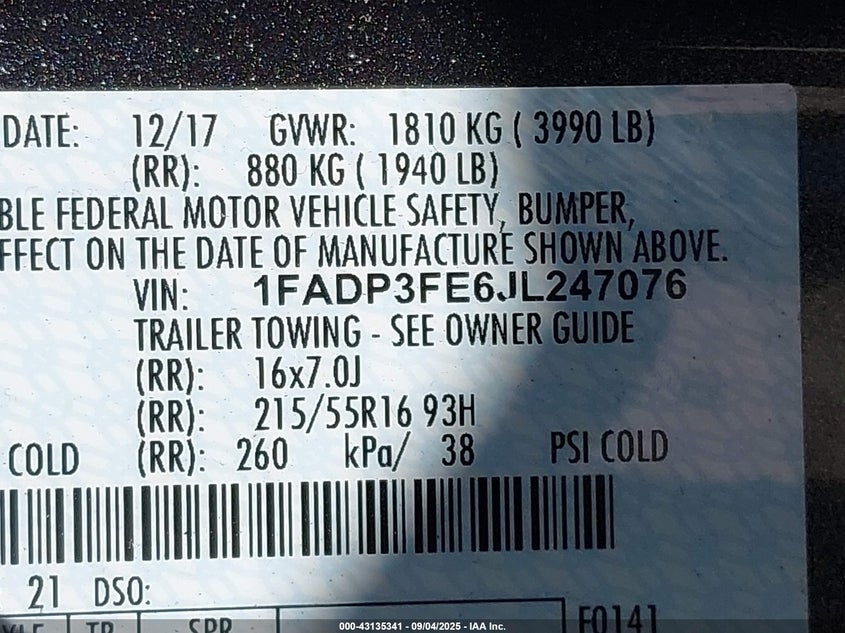 DATE: 12/17 GVWR: 1810 KG ( 3990 LB)
(RR): 880 KG ( 1940 LB)
BLE FEDERAL MOTOR VEHICLE SAFETY, BUMPER,
FFECT ON THE DATE OF MANUFACTURE SHOWN ABOVE.
VIN: 1FADP3FE6JL247076
TRAILER TOWING - SEE OWNER GUIDE
(RR): 16x7.0J
(RR): 215/55R16 93H
COLD (RR): 260 kPa/ 38 PSI COLD
21 DSO:
TR SPR E0141
000-43135341 - 09/04/2025 - IAA Inc.